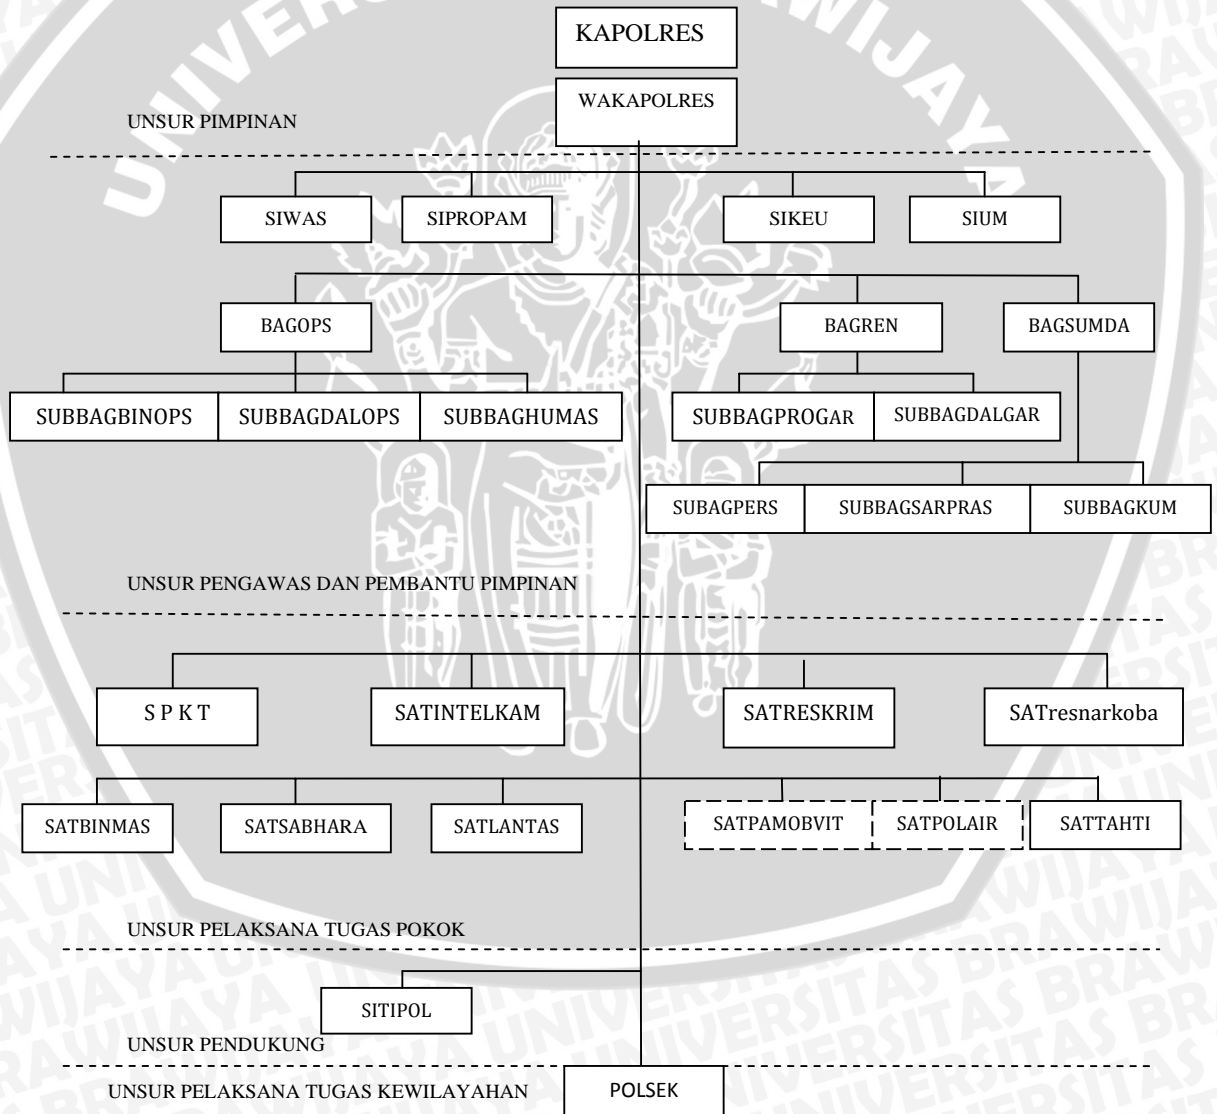 KAPOLRES
WAKAPOLRES
UNSUR PIMPINAN
SIWAS
SIPROPAM
SIKEU
SIUM
BAGOPS
BAGREN
BAGSUMDA
SUBBAGBINOPS
SUBBAGDALOPS
SUBBAGHUMAS
SUBBAGPROGAR
SUBBAGDALGAR
SUBAGPERS
SUBBAGSARPRAS
SUBBAGKUM
UNSUR PENGAWAS DAN PEMBANTU PIMPINAN
S P K T
SATINTELKAM
SATRESKRIM
SATresnarkoba
SATBINMAS
SATSABHARA
SATLANTAS
SATPAMOBVIT
SATPOLAIR
SATTAHTI
UNSUR PELAKSANA TUGAS POKOK
SITIPOL
UNSUR PENDUKUNG
UNSUR PELAKSANA TUGAS KEWILAYAHAN
POLSEK